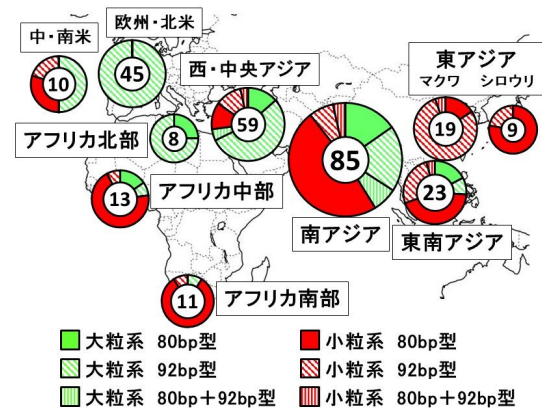 中・南米
10
欧州・北米
45
西・中央アジア
59
東アジア
マクワ シロウリ
19
9
アフリカ北部
8
85
アフリカ中部
13
南アジア
23
東南アジア
11
アフリカ南部
大粒系 80bp型
大粒系 92bp型
大粒系 80bp+92bp型
小粒系 80bp型
小粒系 92bp型
小粒系 80bp+92bp型